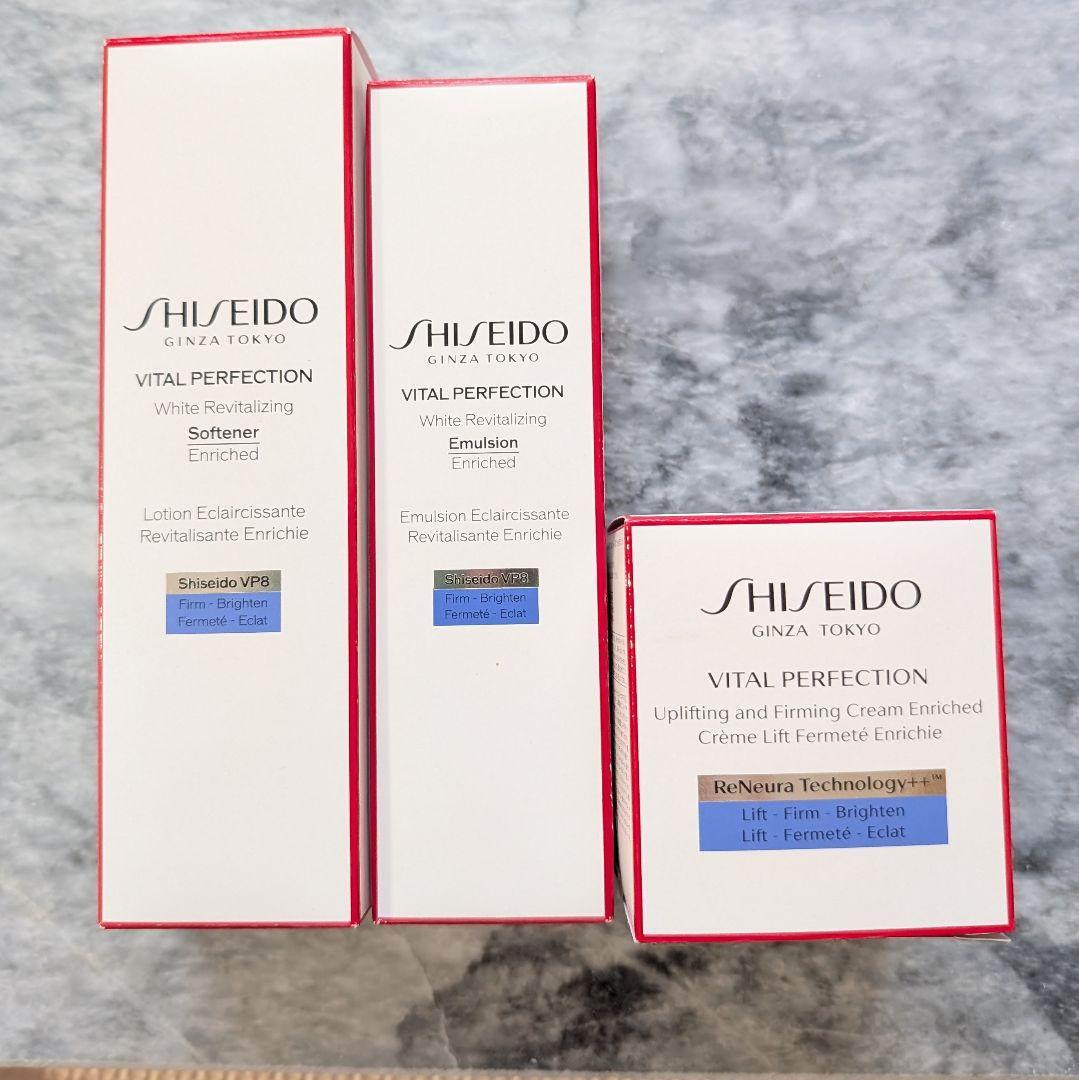 SHISEIDO
GINZA TOKYO
VITAL PERFECTION
White Revitalizing
Softener
Enriched
Lotion Eclaircissante
Revitalisante Enrichie
Shiseido VP8
Firm - Brighten
Fermeté - Eclat
SHISEIDO
GINZA TOKYO
VITAL PERFECTION
White Revitalizing
Emulsion
Enriched
Emulsion Eclaircissante
Revitalisante Enrichie
Shiseido VP8
Firm - Brighten
Fermeté - Eclat
SHISEIDO
GINZA TOKYO
VITAL PERFECTION
Uplifting and Firming Cream Enriched
Crème Lift Fermeté Enrichie
ReNeura Technology++™
Lift - Firm - Brighten
Lift - Fermeté - Eclat